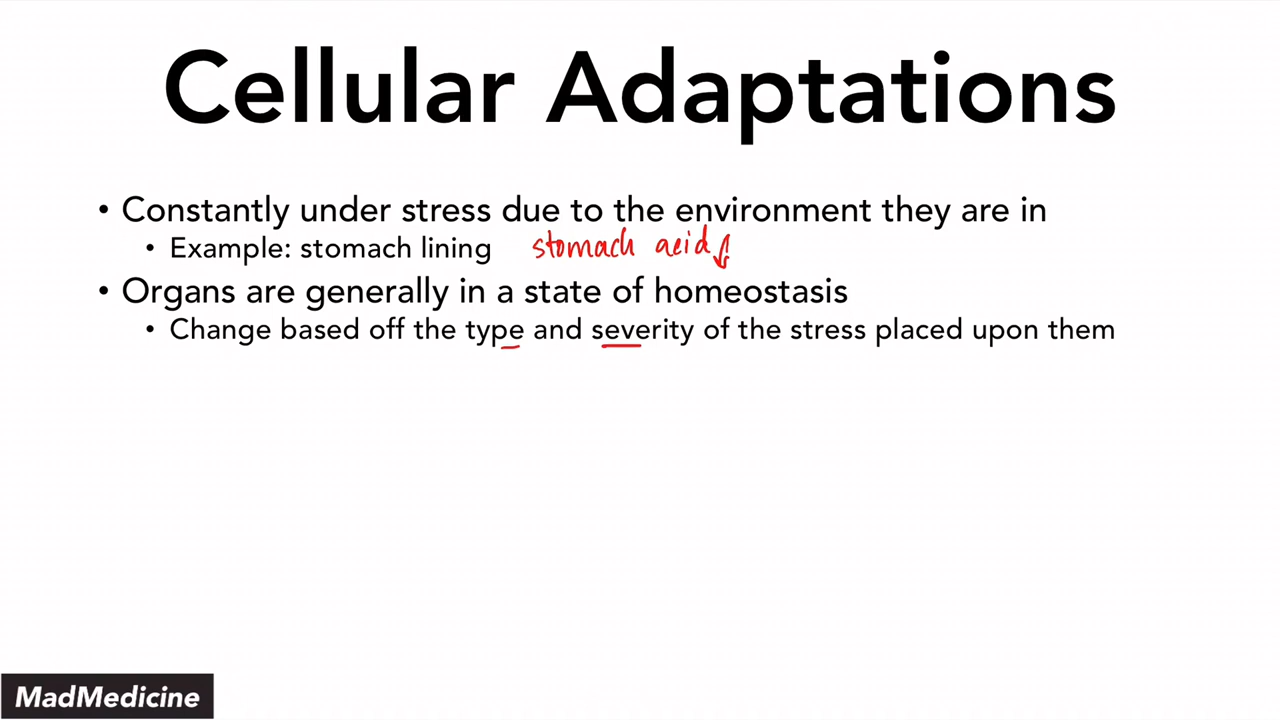 Cellular Adaptations
• Constantly under stress due to the environment they are in
• Example: stomach lining stomach acid ↓
• Organs are generally in a state of homeostasis
• Change based off the type and severity of the stress placed upon them
MadMedicine